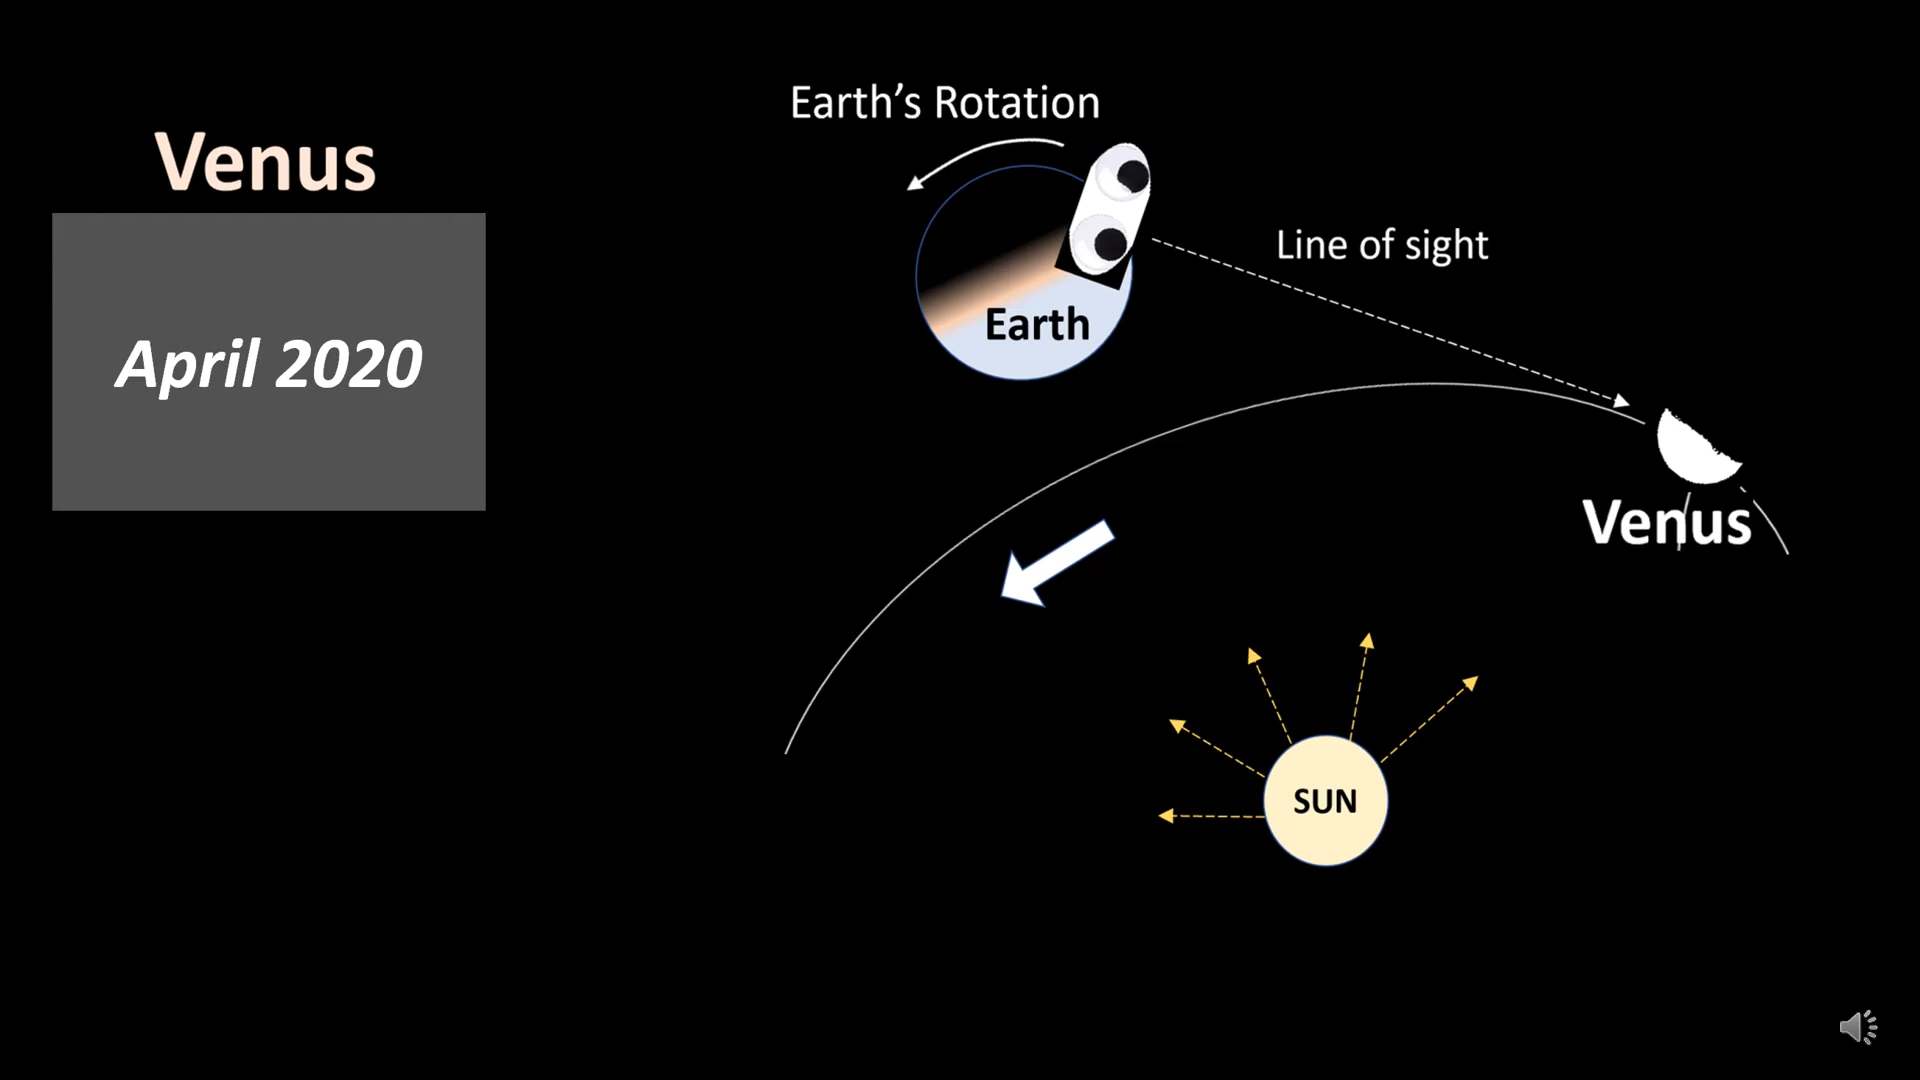 Venus
April 2020
Earth’s Rotation
Line of sight
Earth
Venus
SUN